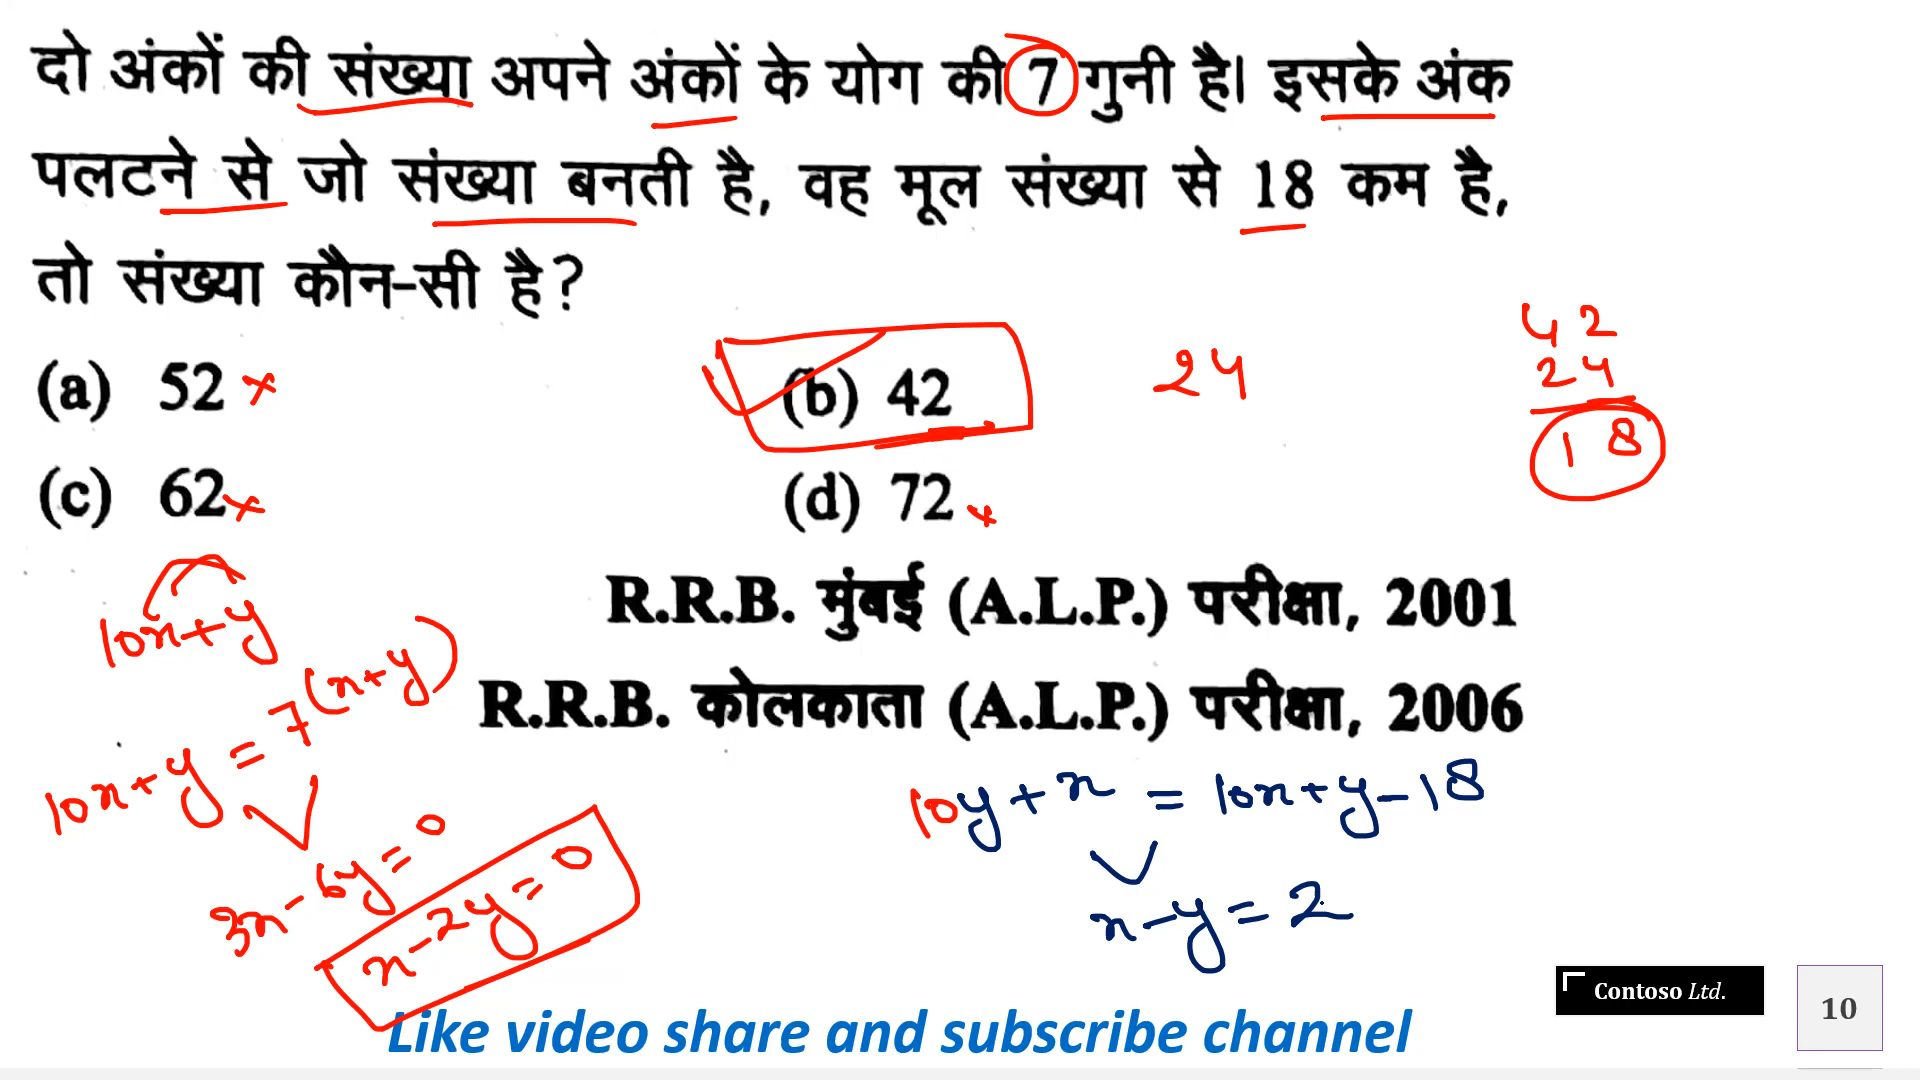 दो अंकों की संख्या अपने अंकों के योग की 7 गुनी है। इसके अंक
पलटने से जो संख्या बनती है, वह मूल संख्या से 18 कम है,
तो संख्या कौन-सी है?
(a) 52 × (b) 42 24
42
24
18
(c) 62 × (d) 72 ×
R.R.B. मुंबई (A.L.P.) परीक्षा, 2001
R.R.B. कोलकाता (A.L.P.) परीक्षा, 2006
10x+y
10x+y = 7(x+y)
3x-6y=0
x-2y=0
10y+x = 10x+y-18
x-y=2
Contoso Ltd.
10
Like video share and subscribe channel